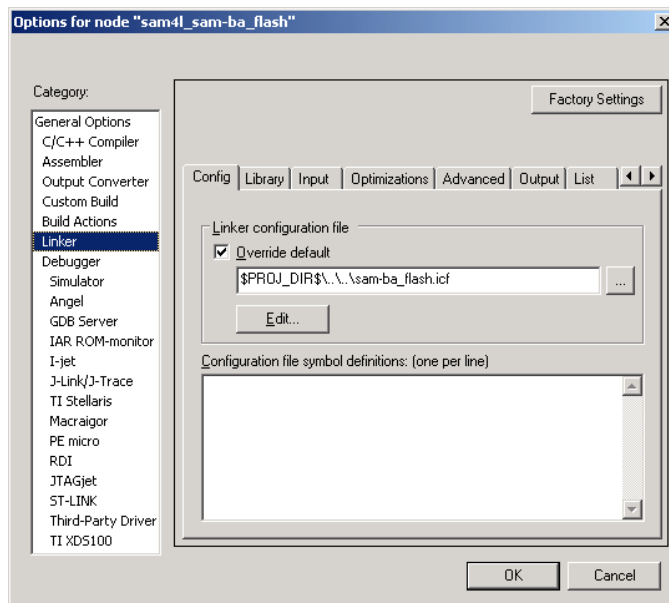 Options for node "sam4l_sam-ba_flash"
Category:
Factory Settings
General Options
C/C++ Compiler
Assembler
Output Converter
Custom Build
Build Actions
Linker
Debugger
Simulator
Angel
GDB Server
IAR ROM-monitor
I-jet
J-Link/J-Trace
TI Stellaris
Macraigor
PE micro
RDI
JTAGjet
ST-LINK
Third-Party Driver
TI XDS100
Config Library Input Optimizations Advanced Output List
Linker configuration file
Override default
$PROJ_DIR$\..\..\sam-ba_flash.icf
...
Edit...
Configuration file symbol definitions: (one per line)
OK Cancel